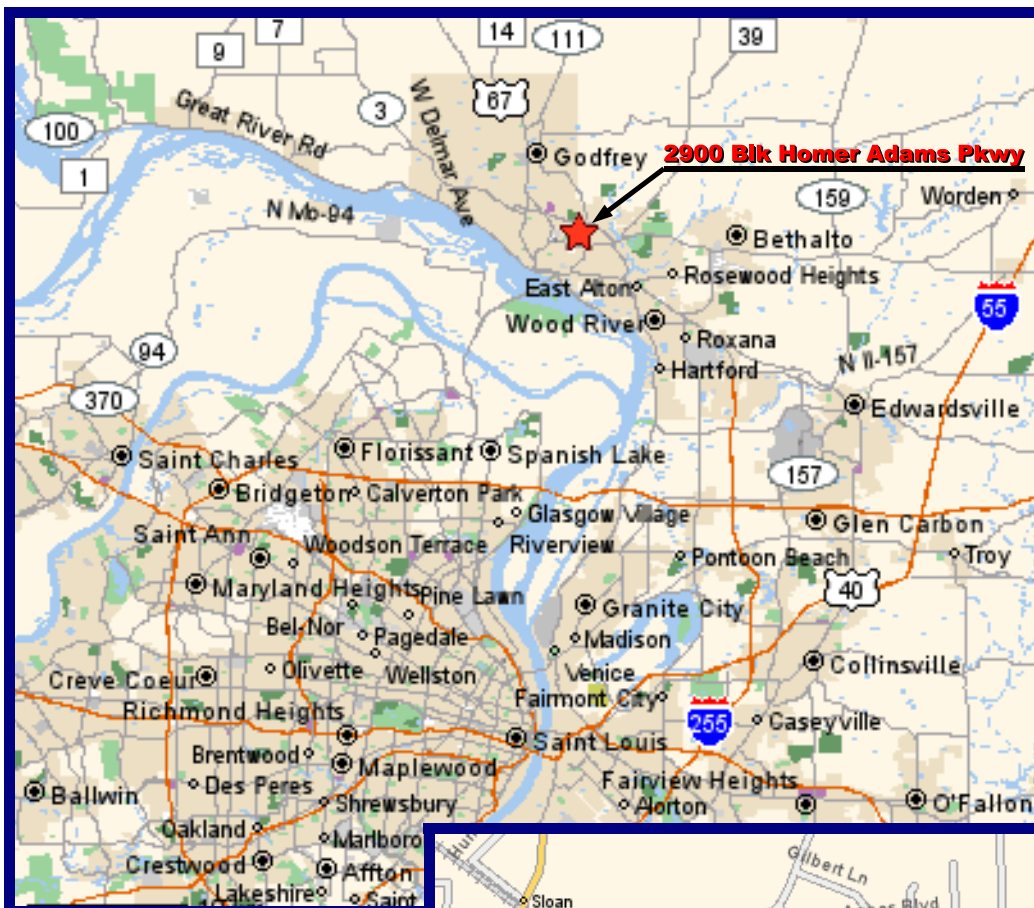 7
14
111
39
9
67
3
Great River Rd
W Delmar Ave
100
Godfrey
2900 Blk Homer Adams Pkwy
1
159
Worden
N Mo-94
Bethalto
Rosewood Heights
East Alton
55
Wood River
Roxana
94
N Il-157
Hartford
370
Edwardsville
Saint Charles
Florissant
Spanish Lake
157
Bridgeton
Calverton Park
Glasgow Village
Glen Carbon
Saint Ann
Woodson Terrace
Riverview
Pontoon Beach
Troy
Maryland Heights
Pine Lawn
40
Granite City
Bel-Nor
Pagedale
Madison
Creve Coeur
Olivette
Wellston
Venice
Collinsville
Fairmont City
Richmond Heights
255
Caseyville
Saint Louis
Brentwood
Maplewood
Fairview Heights
Des Peres
Ballwin
Shrewsbury
Alorton
O'Fallon
Oakland
Marlboro
Crestwood
Affton
Gilbert Ln
Lakeshire
Saint
Sloan
Blvd